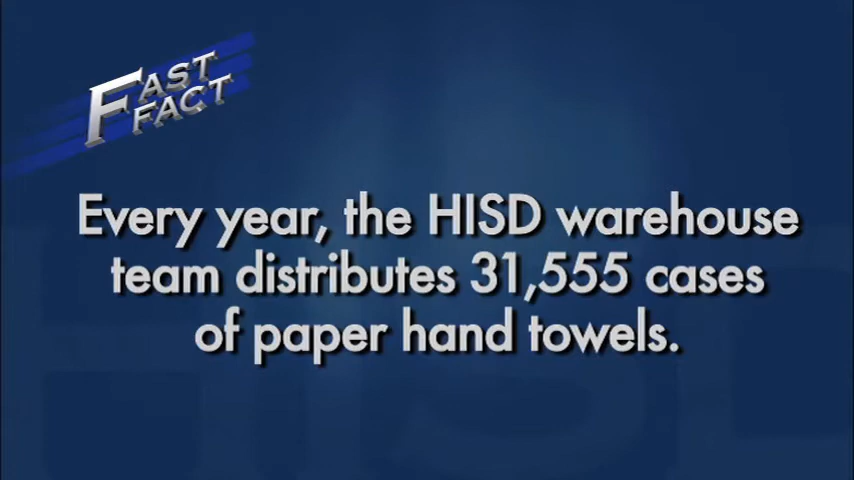 FAST
FACT
Every year, the HISD warehouse
team distributes 31,555 cases
of paper hand towels.